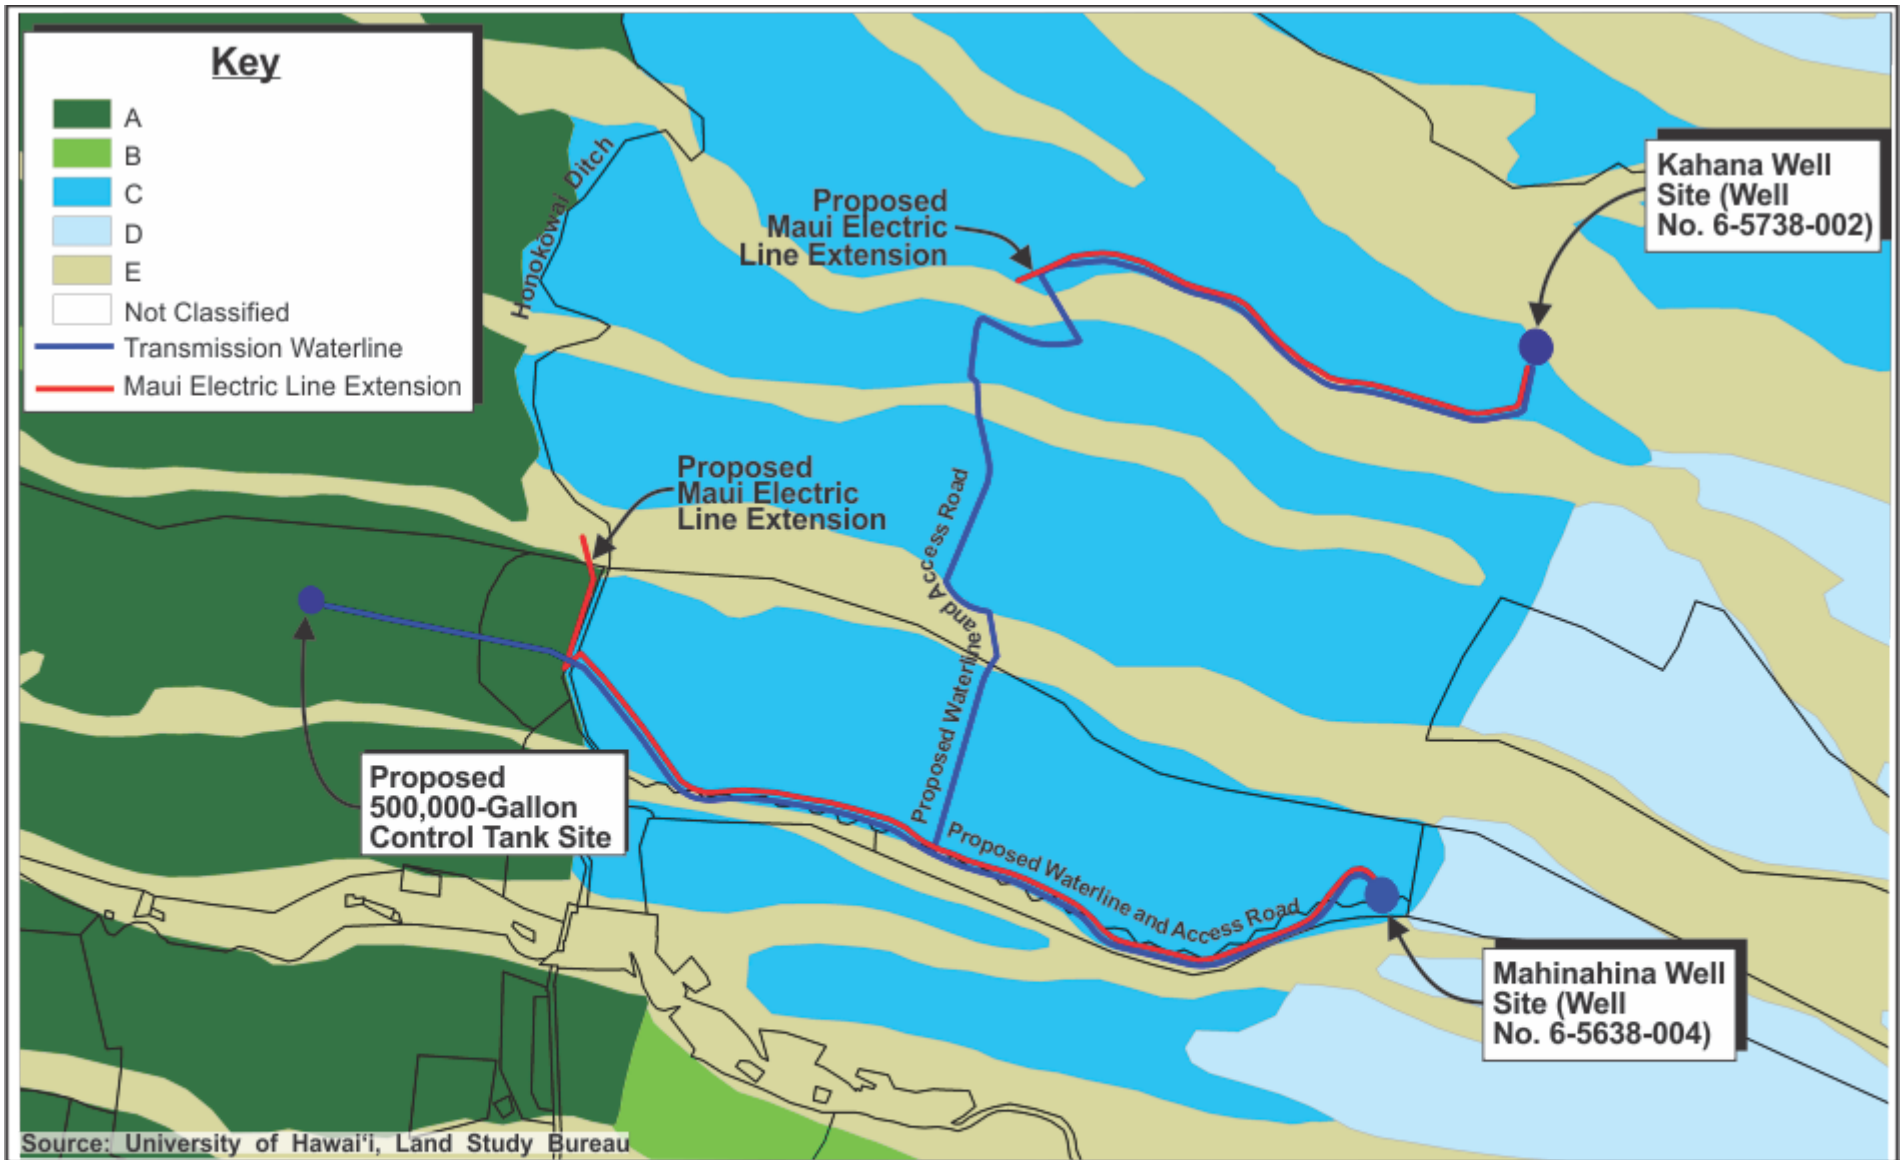 Key
A
B
C
D
E
Not Classified
Transmission Waterline
Maui Electric Line Extension
Honokōwai Ditch
Proposed
Maui Electric
Line Extension
Kahana Well
Site (Well
No. 6-5738-002)
Proposed
Maui Electric
Line Extension
Proposed Waterline and Access Road
Proposed
500,000-Gallon
Control Tank Site
Proposed Waterline and Access Road
Mahinahina Well
Site (Well
No. 6-5638-004)
Source: University of Hawaiʻi, Land Study Bureau